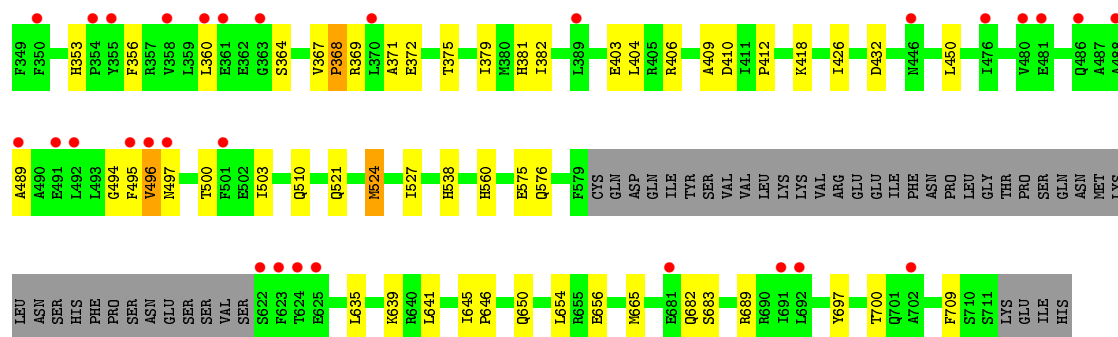 F349 F350 H353 P354 Y355 F356 R357 V358 L359 L360 E361 E362 G363 S364 V367 P368 R369 L370 A371 E372 T375 I379 M380 H381 I382 L389 E403 L404 R405 R406 A409 D410 I411 P412 K418 I426 D432 N446 L450 I476 V480 E481 Q486 A487 A488
A489 A490 E491 L492 L493 G494 F495 V496 N497 T500 F501 E502 I503 Q510 Q521 M524 I527 H538 H560 E575 Q576 F579 CYS GLN ASP GLN ILE TYR SER VAL VAL LEU LYS LYS VAL ARG GLU GLU ILE PHE ASN PRO LEU GLY THR PRO SER GLN ASN MET LYS
LEU ASN SER HIS PHE PRO SER ASN GLU SER SER VAL SER S622 F623 T624 E625 L635 K639 R640 L641 I645 P646 Q650 L654 R655 E656 M665 E681 Q682 S683 R689 R690 I691 L692 Y697 T700 Q701 A702 F709 S710 S711 LYS GLU ILE HIS